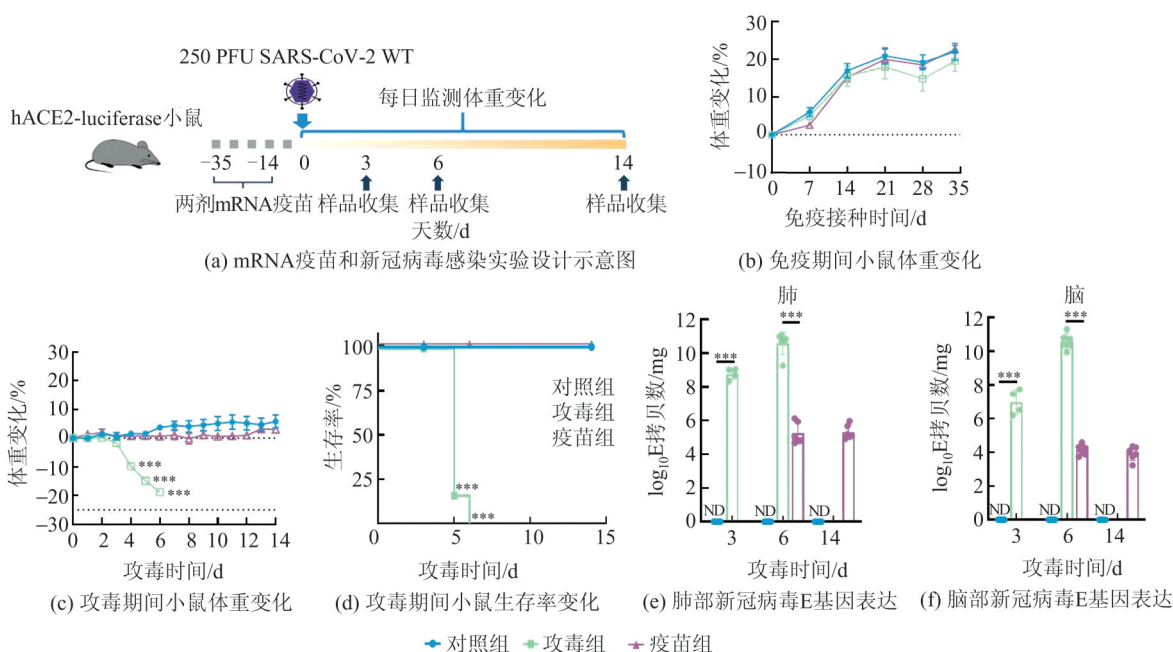 250 PFU SARS-CoV-2 WT
hACE2-luciferase小鼠
每日监测体重变化
−35 −14 0 3 6 14
两剂mRNA疫苗 样品收集 样品收集 样品收集
天数/d
(a) mRNA疫苗和新冠病毒感染实验设计示意图
体重变化/%
30
20
10
0
−10
0 7 14 21 28 35
免疫接种时间/d
(b) 免疫期间小鼠体重变化
体重变化/%
30
20
10
0
−10
−20
−30
***
***
***
0 2 4 6 8 10 12 14
攻毒时间/d
(c) 攻毒期间小鼠体重变化
生存率/%
100
75
50
25
对照组
攻毒组
疫苗组
***
***
0 5 10 15
攻毒时间/d
(d) 攻毒期间小鼠生存率变化
肺
log10E拷贝数/mg
12
10
8
6
4
2
0
*** ***
ND ND ND
3 6 14
攻毒时间/d
(e) 肺部新冠病毒E基因表达
脑
log10E拷贝数/mg
12
10
8
6
4
2
0
*** ***
ND ND ND
3 6 14
攻毒时间/d
(f) 脑部新冠病毒E基因表达
对照组 攻毒组 疫苗组